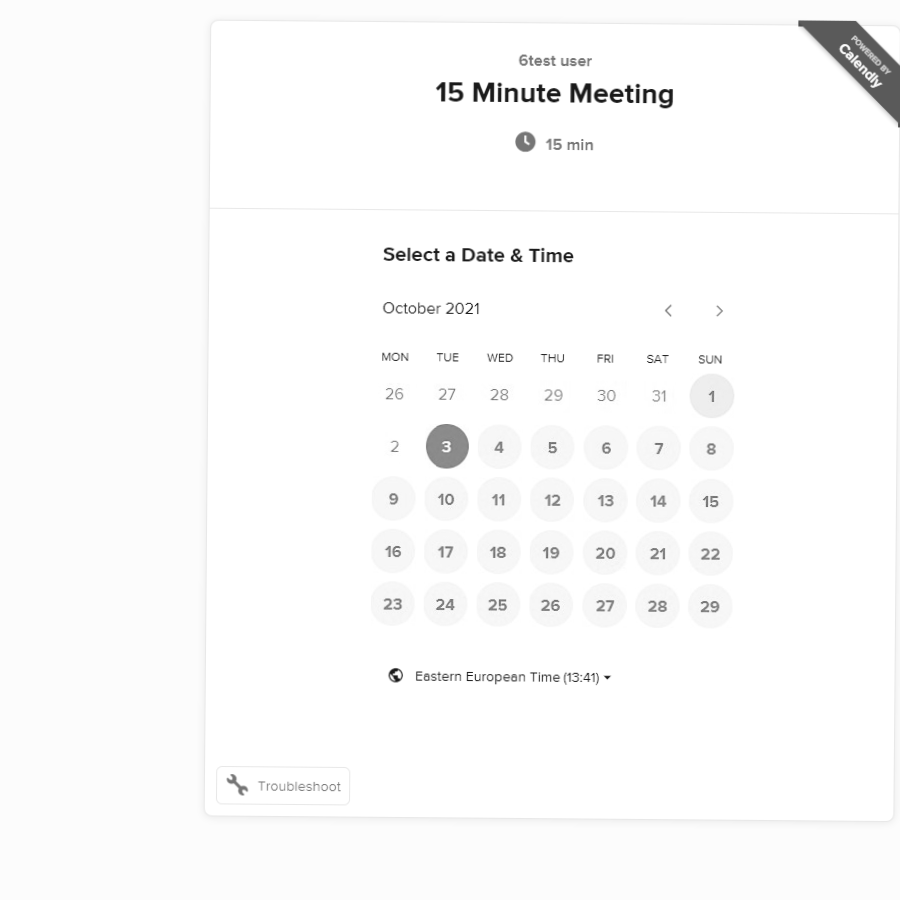 6test user
15 Minute Meeting
15 min
POWERED BY
Calendly
Select a Date & Time
October 2021
MON TUE WED THU FRI SAT SUN
26 27 28 29 30 31 1
2 3 4 5 6 7 8
9 10 11 12 13 14 15
16 17 18 19 20 21 22
23 24 25 26 27 28 29
Eastern European Time (13:41)
Troubleshoot